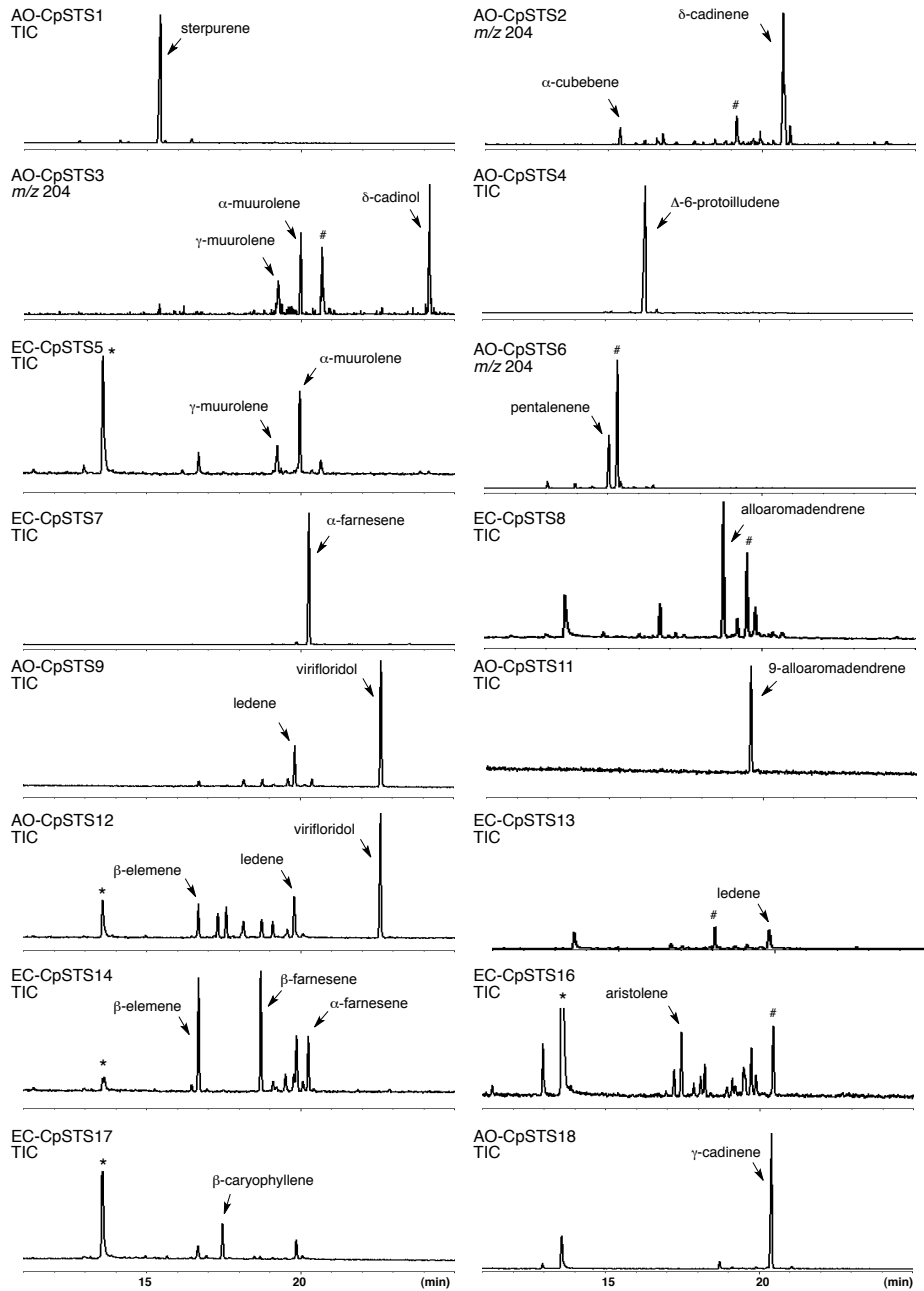 AO-CpSTS1
TIC
sterpurene
AO-CpSTS2
m/z 204
δ-cadinene
α-cubebene
#
AO-CpSTS3
m/z 204
δ-cadinol
α-muurolene
#
γ-muurolene
AO-CpSTS4
TIC
Δ-6-protoilludene
EC-CpSTS5
TIC
*
α-muurolene
γ-muurolene
AO-CpSTS6
m/z 204
#
pentalenene
EC-CpSTS7
TIC
α-farnesene
EC-CpSTS8
TIC
alloaromadendrene
#
AO-CpSTS9
TIC
virifloridol
ledene
AO-CpSTS11
TIC
9-alloaromadendrene
AO-CpSTS12
TIC
virifloridol
ledene
β-elemene
*
EC-CpSTS13
TIC
ledene
#
EC-CpSTS14
TIC
β-farnesene
β-elemene
α-farnesene
*
EC-CpSTS16
TIC
*
aristolene
#
EC-CpSTS17
TIC
*
β-caryophyllene
15 20 (min)
AO-CpSTS18
TIC
γ-cadinene
15 20 (min)